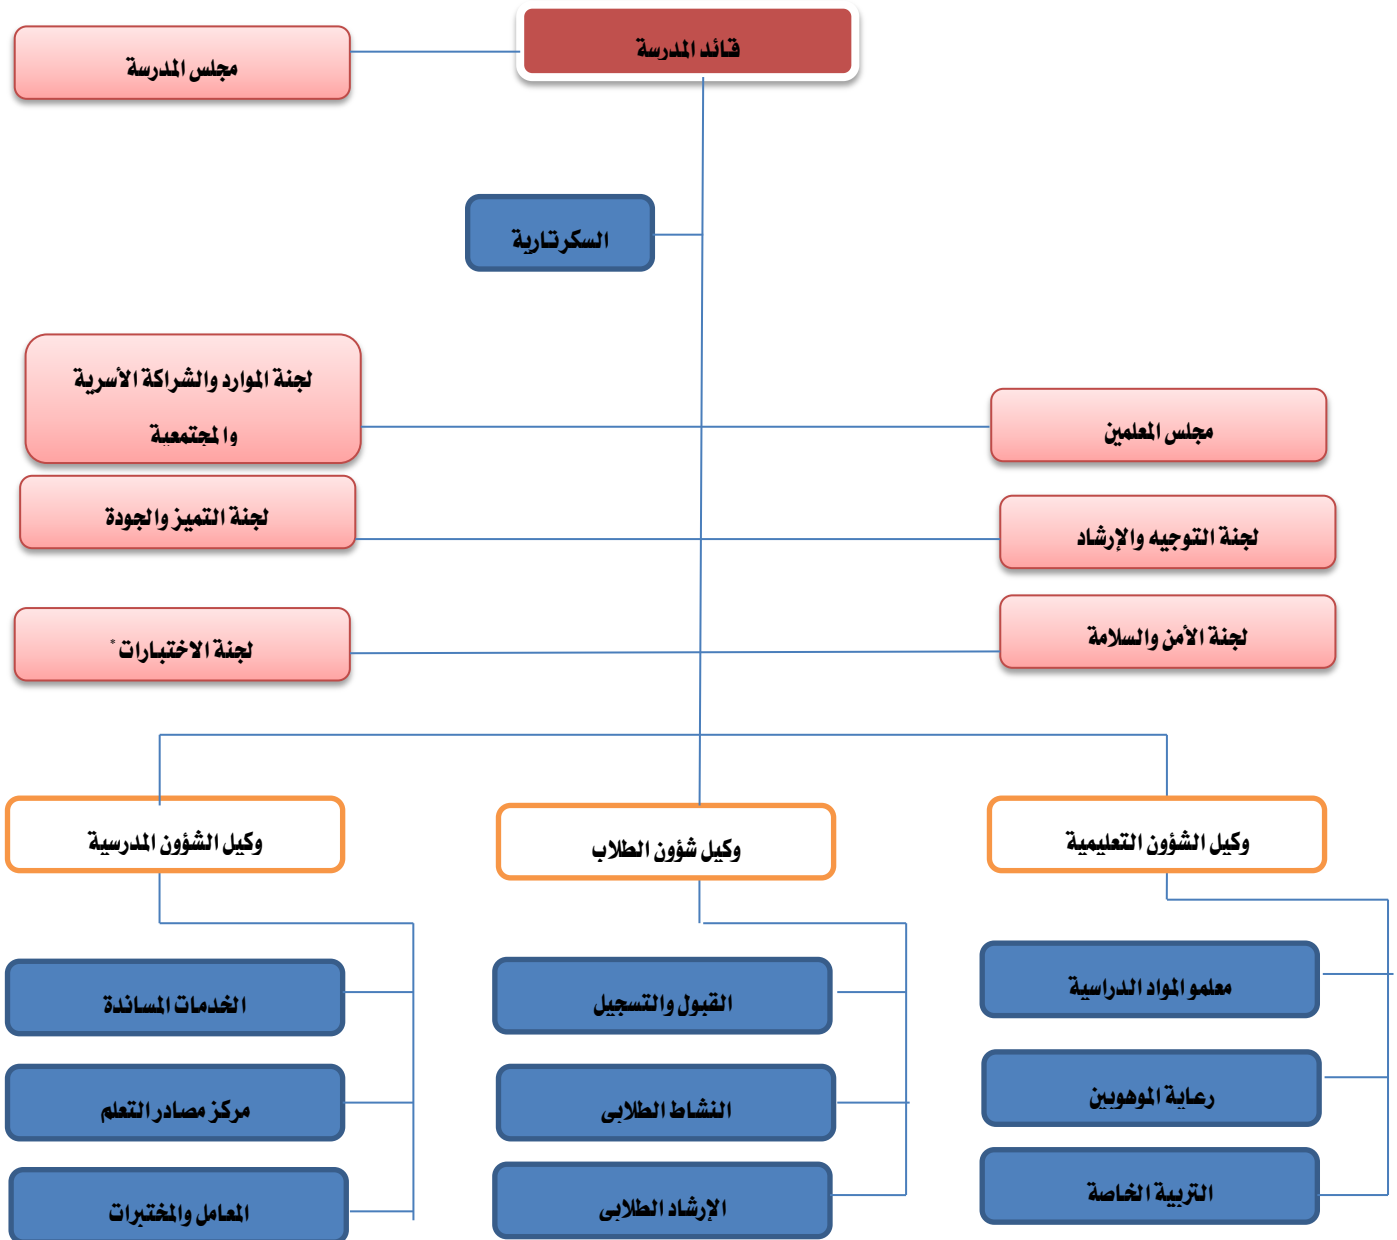 قائد المدرسة
مجلس المدرسة
السكرتارية
لجنة الموارد والشراكة الأسرية
والمجتمعية
مجلس المعلمين
لجنة التميز والجودة
لجنة التوجيه والإرشاد
لجنة الأمن والسلامة
لجنة الاختبارات *
وكيل الشؤون التعليمية
وكيل شؤون الطلاب
وكيل الشؤون المدرسية
معلمو المواد الدراسية
القبول والتسجيل
الخدمات المساندة
رعاية الموهوبين
النشاط الطلابي
مركز مصادر التعلم
التربية الخاصة
الإرشاد الطلابي
المعامل والمختبرات